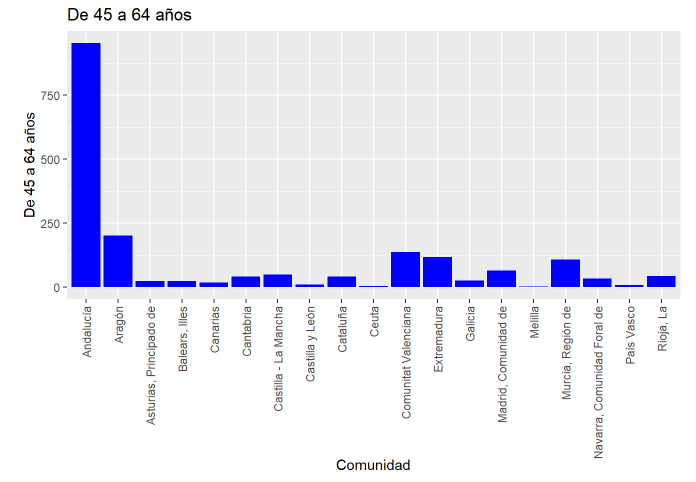 De 45 a 64 años
De 45 a 64 años
750
500
250
0
Andalucía
Aragón
Asturias, Principado de
Balears, Illes
Canarias
Cantabria
Castilla - La Mancha
Castilla y León
Cataluña
Ceuta
Comunitat Valenciana
Extremadura
Galicia
Madrid, Comunidad de
Melilla
Murcia, Región de
Navarra, Comunidad Foral de
País Vasco
Rioja, La
Comunidad